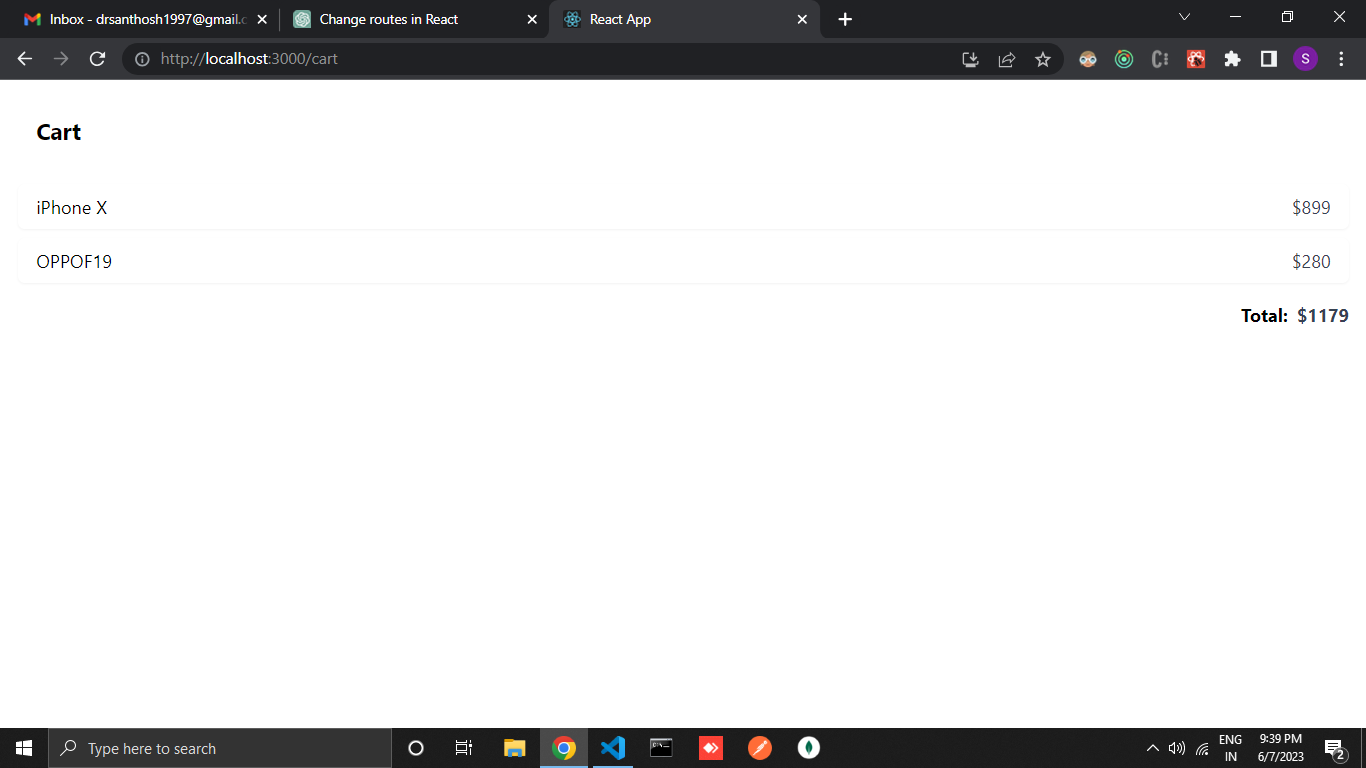 Inbox - drsanthosh1997@gmail.c
Change routes in React
React App
http://localhost:3000/cart
S
Cart
iPhone X $899
OPPOF19 $280
Total: $1179
Type here to search
ENG
IN
9:39 PM
6/7/2023
2